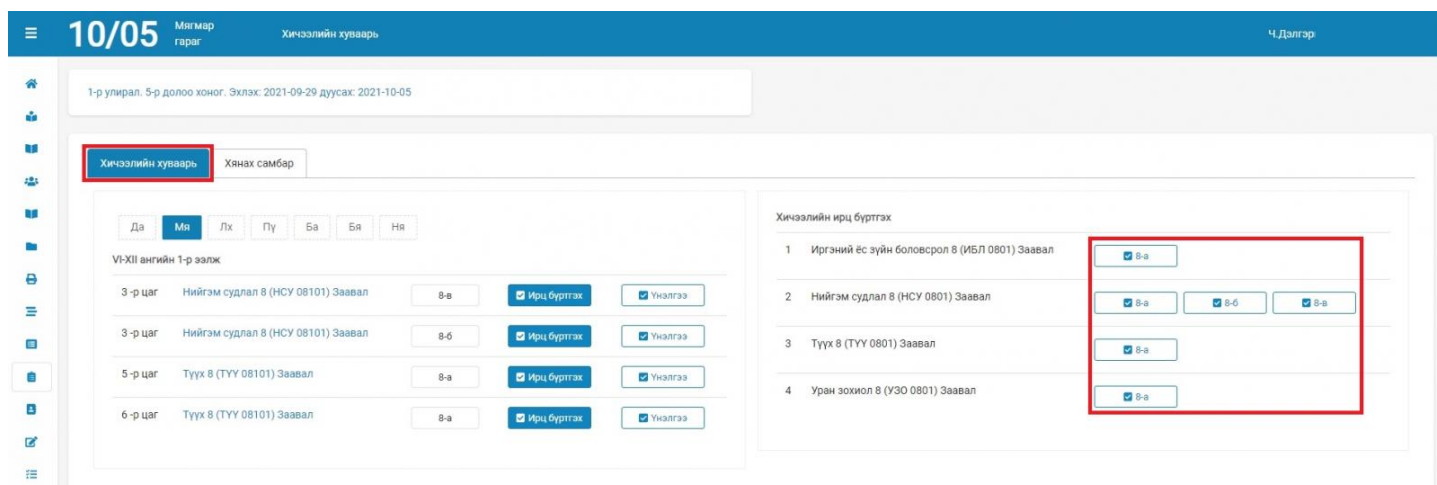 10/05 Мягмар гараг Хичээлийн хуваарь Ч.Дэлгэр
1-р улирал. 5-р долоо хоног. Эхлэх: 2021-09-29 дуусах: 2021-10-05
Хичээлийн хуваарь Хянах самбар
Да Мя Лх Пү Ба Бя Ня
VI-XII ангийн 1-р ээлж
3 -р цаг Нийгэм судлал 8 (НСУ 08101) Заавал 8-в Ирц бүртгэх Үнэлгээ
3 -р цаг Нийгэм судлал 8 (НСУ 08101) Заавал 8-б Ирц бүртгэх Үнэлгээ
5 -р цаг Түүх 8 (ТҮҮ 08101) Заавал 8-а Ирц бүртгэх Үнэлгээ
6 -р цаг Түүх 8 (ТҮҮ 08101) Заавал 8-а Ирц бүртгэх Үнэлгээ
Хичээлийн ирц бүртгэх
1 Иргэний ёс зүйн боловсрол 8 (ИБЛ 0801) Заавал 8-а
2 Нийгэм судлал 8 (НСУ 0801) Заавал 8-а 8-б 8-в
3 Түүх 8 (ТҮҮ 0801) Заавал 8-а
4 Уран зохиол 8 (УЗО 0801) Заавал 8-а